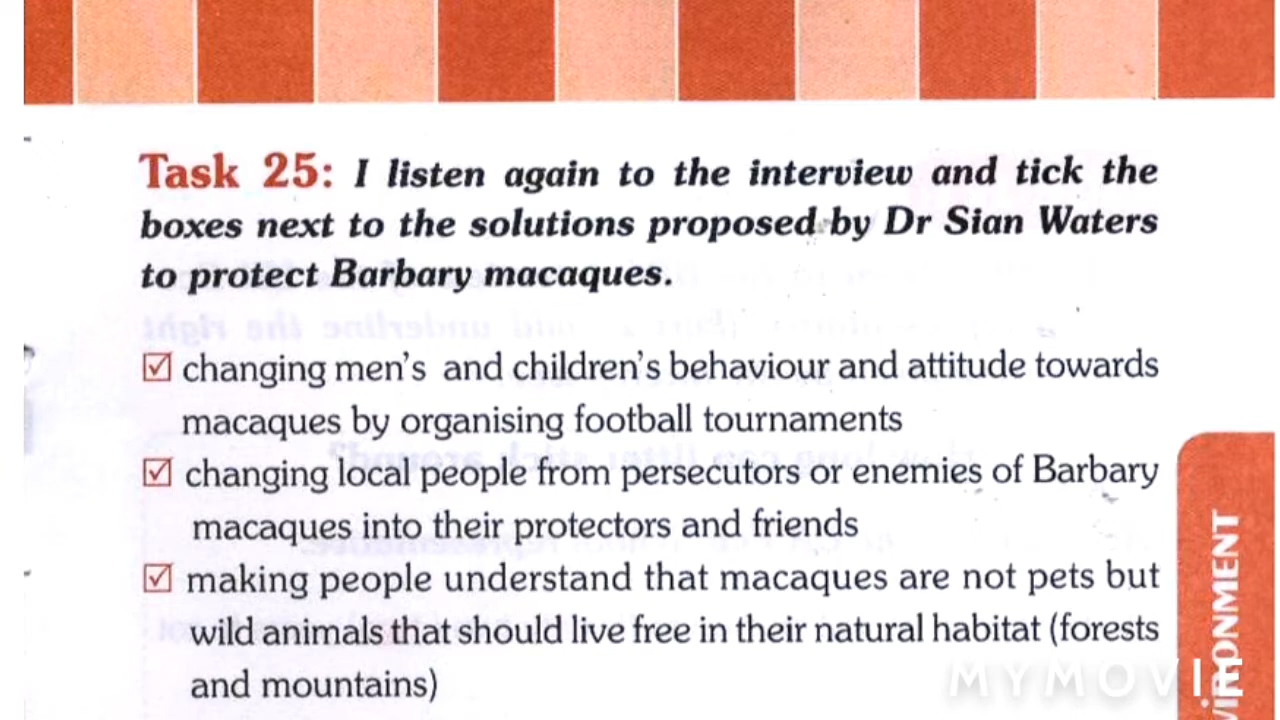 Task 25: I listen again to the interview and tick the
boxes next to the solutions proposed by Dr Sian Waters
to protect Barbary macaques.
changing men's and children's behaviour and attitude towards
macaques by organising football tournaments
changing local people from persecutors or enemies of Barbary
macaques into their protectors and friends
making people understand that macaques are not pets but
wild animals that should live free in their natural habitat (forests
and mountains)
VIRONMENT
MYMOVIE